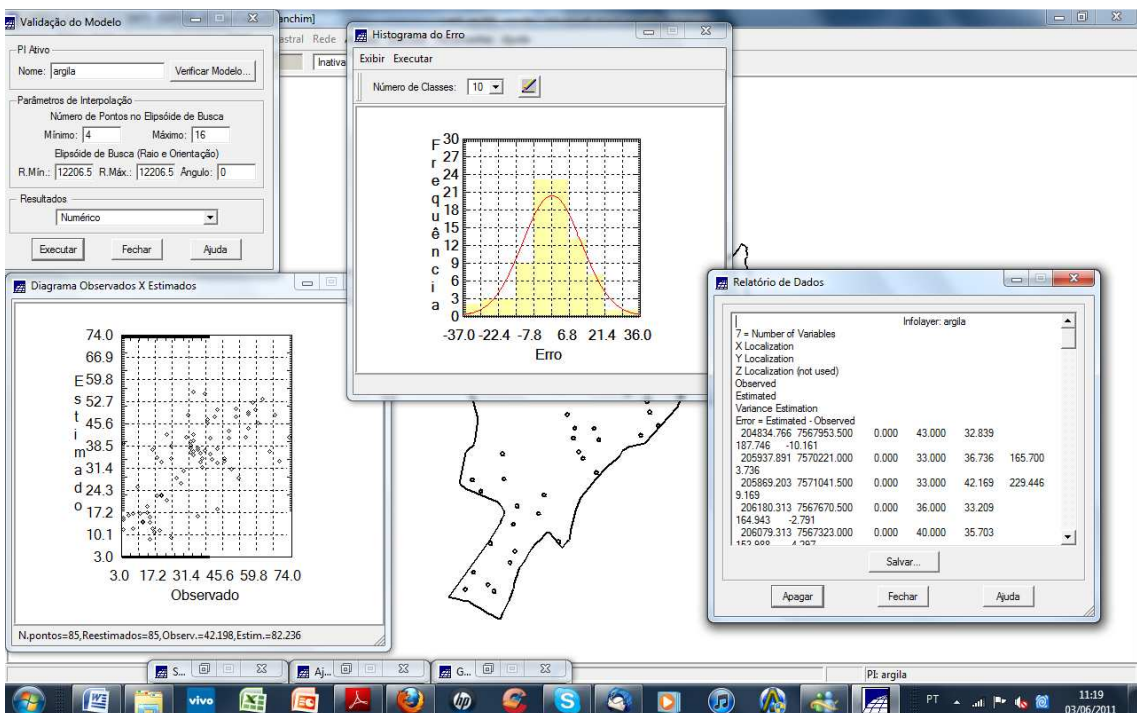 Validação do Modelo
PI Ativo
Nome: argila
Verificar Modelo...
Parâmetros de Interpolação
Número de Pontos no Elipsóide de Busca
Mínimo: 4 Máximo: 16
Elipsóide de Busca (Raio e Orientação)
R.Mín.: 12206.5 R.Máx.: 12206.5 Ângulo: 0
Resultados
Numérico
Executar Fechar Ajuda
anchim]
astral Rede
Ajuda
Inativa
Histograma do Erro
Exibir Executar
Número de Classes: 10
Frequência
30
27
24
21
18
15
12
9
6
3
0
-37.0 -22.4 -7.8 6.8 21.4 36.0
Erro
Diagrama Observados X Estimados
Estimado
74.0
66.9
59.8
52.7
45.6
38.5
31.4
24.3
17.2
10.1
3.0
3.0 17.2 31.4 45.6 59.8 74.0
Observado
N.pontos=85,Reestimados=85,Observ.=42.198,Estim.=82.236
Relatório de Dados
Infolayer: argila
7 = Number of Variables
X Localization
Y Localization
Z Localization (not used)
Observed
Estimated
Variance Estimation
Error = Estimated - Observed
204834.766 7567953.500 0.000 43.000 32.839
187.746 -10.161
205937.891 7570221.000 0.000 33.000 36.736 165.700
3.736
205869.203 7571041.500 0.000 33.000 42.169 229.446
9.169
206180.313 7567670.500 0.000 36.000 33.209
164.943 -2.791
206079.313 7567323.000 0.000 40.000 35.703
153.988 -4.297
Salvar...
Apagar Fechar Ajuda
S... Aj... G...
PI: argila
vivo
hp
PT
11:19
03/06/2011